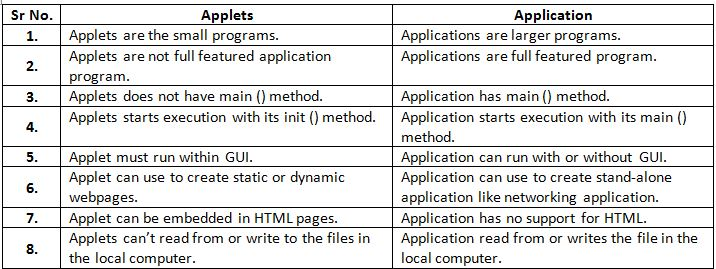 Sr No. Applets Application
1. Applets are the small programs. Applications are larger programs.
2. Applets are not full featured application Applications are full featured program.
program.
3. Applets does not have main () method. Application has main () method.
4. Applets starts execution with its init () method. Application starts execution with its main ()
method.
5. Applet must run within GUI. Application can run with or without GUI.
6. Applet can use to create static or dynamic Application can use to create stand-alone
webpages. application like networking application.
7. Applet can be embedded in HTML pages. Application has no support for HTML.
8. Applets can’t read from or write to the files in Application read from or writes the file in the
the local computer. local computer.